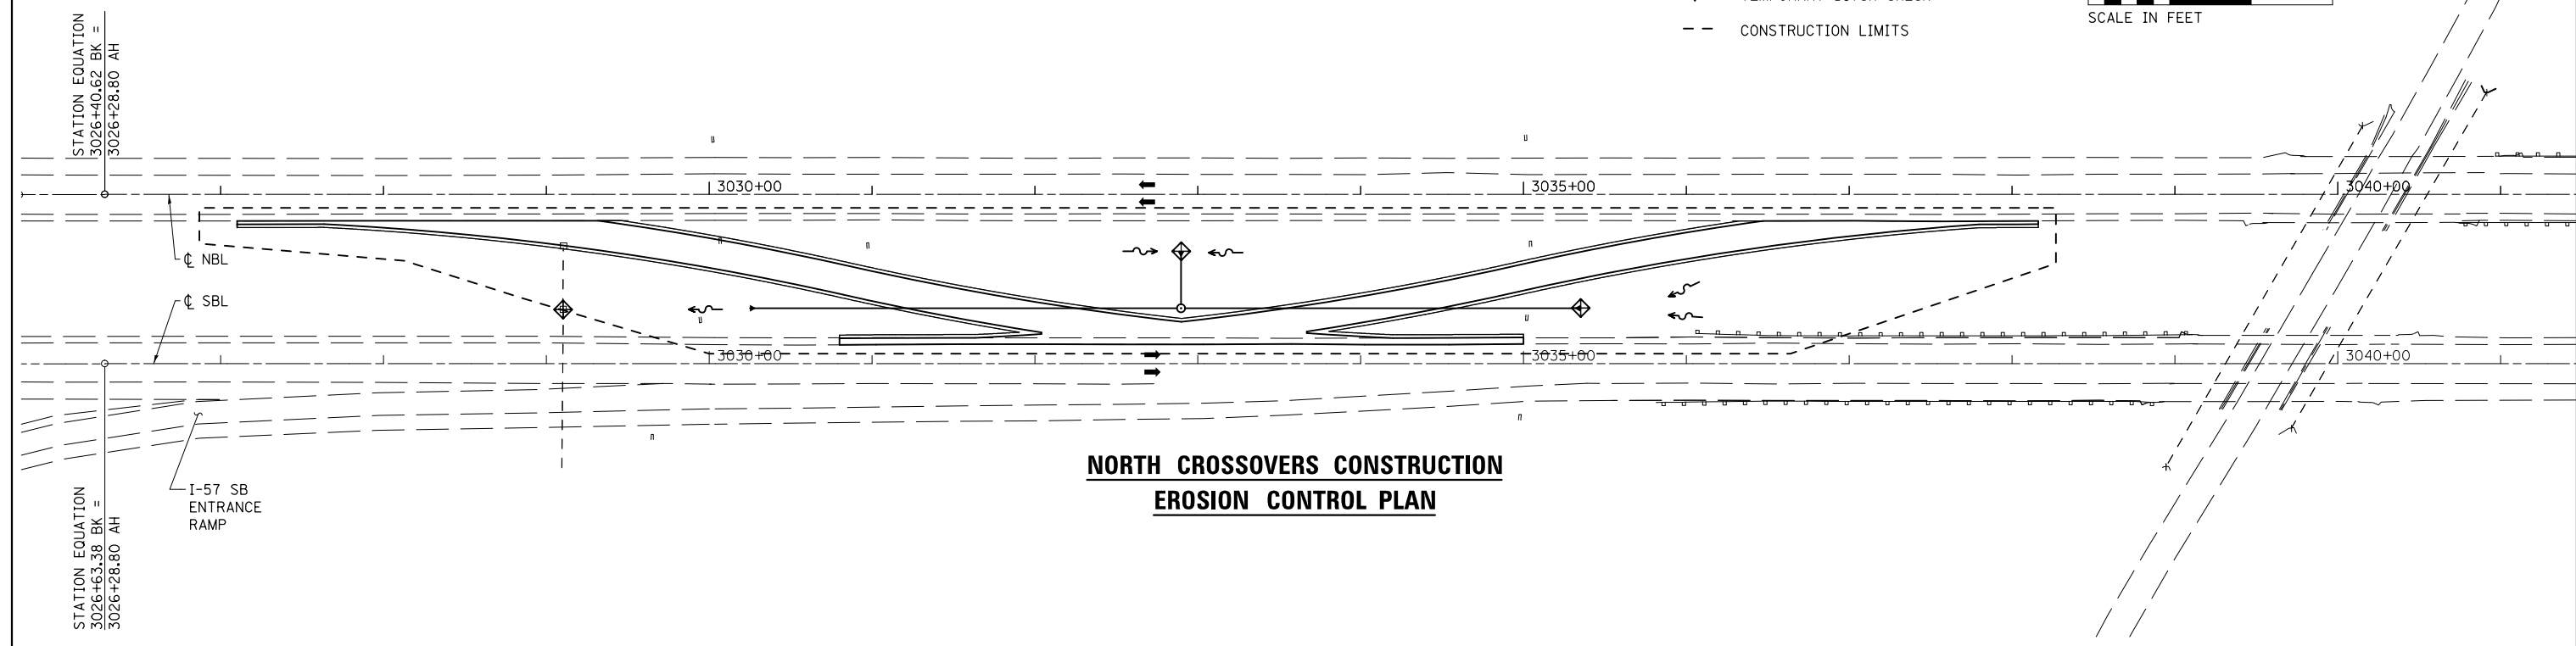 SCALE IN FEET
CONSTRUCTION LIMITS
STATION EQUATION
3026+40.62 BK =
3026+28.80 AH
3030+00
3035+00
3040+00
℄ NBL
℄ SBL
3030+00
3035+00
3040+00
I-57 SB
ENTRANCE
RAMP
NORTH CROSSOVERS CONSTRUCTION
EROSION CONTROL PLAN
STATION EQUATION
3026+63.38 BK =
3026+28.80 AH